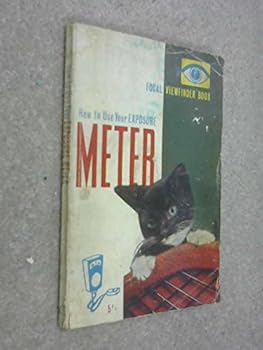 FOCAL VIEWFINDER BOOK
How to Use Your EXPOSURE
METER
5/-